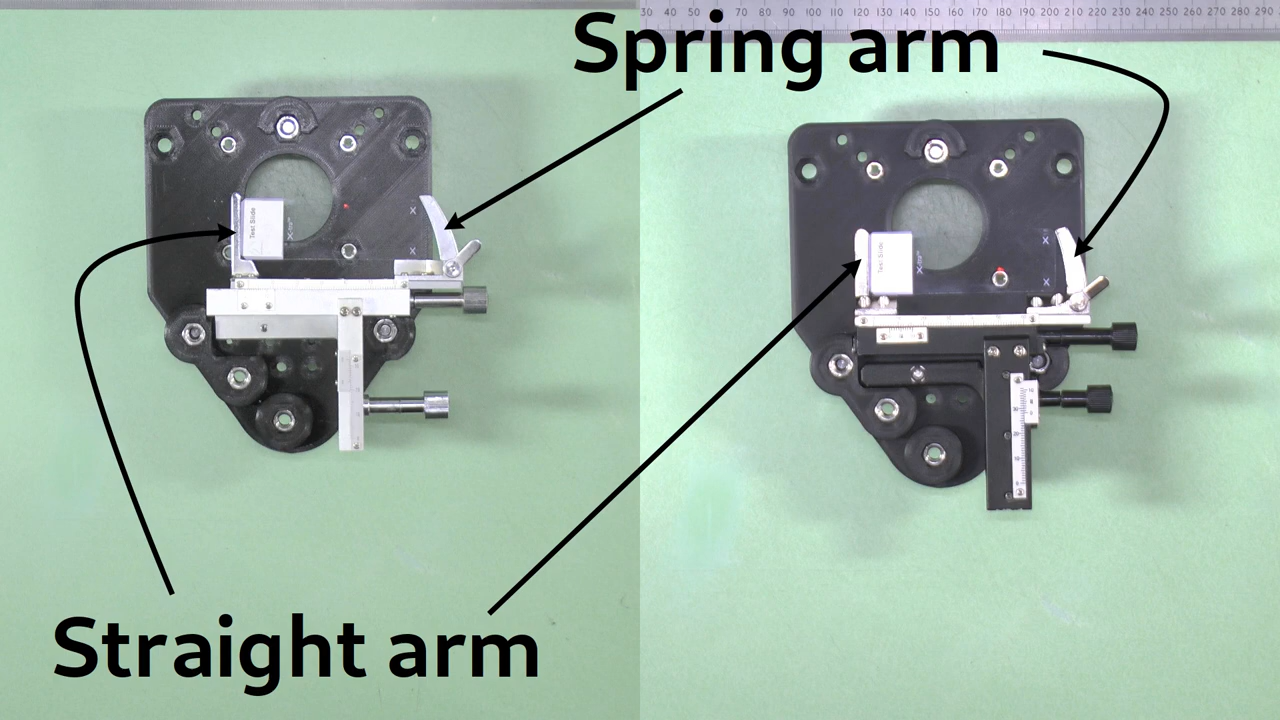 30 40 50 60 70 80 90 100 110 120 130 140 150 160 170 180 190 200 210 220 230 240 250 260 270 280 290
Spring arm
Test Slide
X
X
Test Slide
X
X
Straight arm